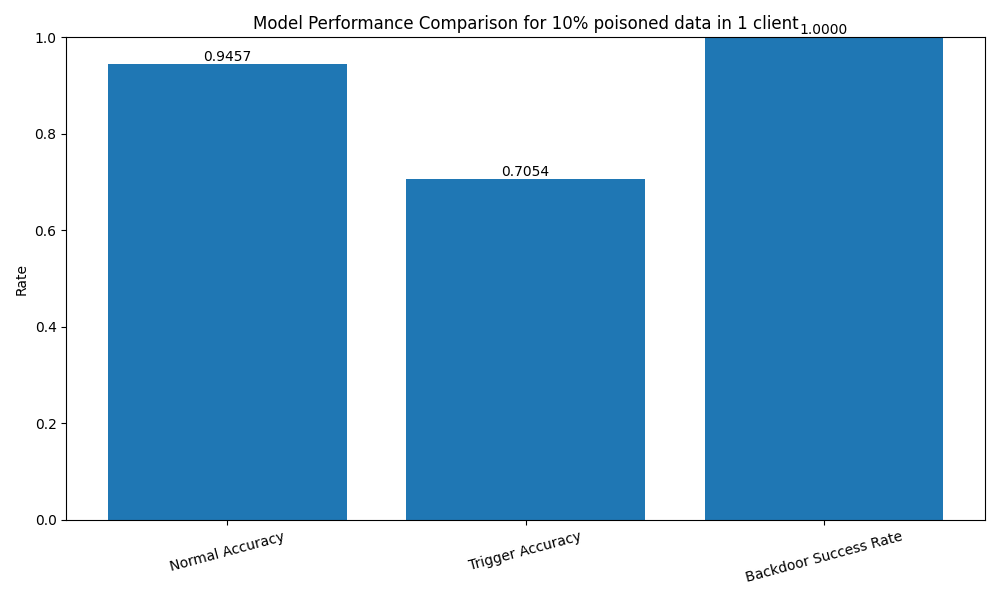 Model Performance Comparison for 10% poisoned data in 1 client
1.0000
0.9457
0.7054
1.0
0.8
0.6
0.4
0.2
0.0
Rate
Normal Accuracy
Trigger Accuracy
Backdoor Success Rate